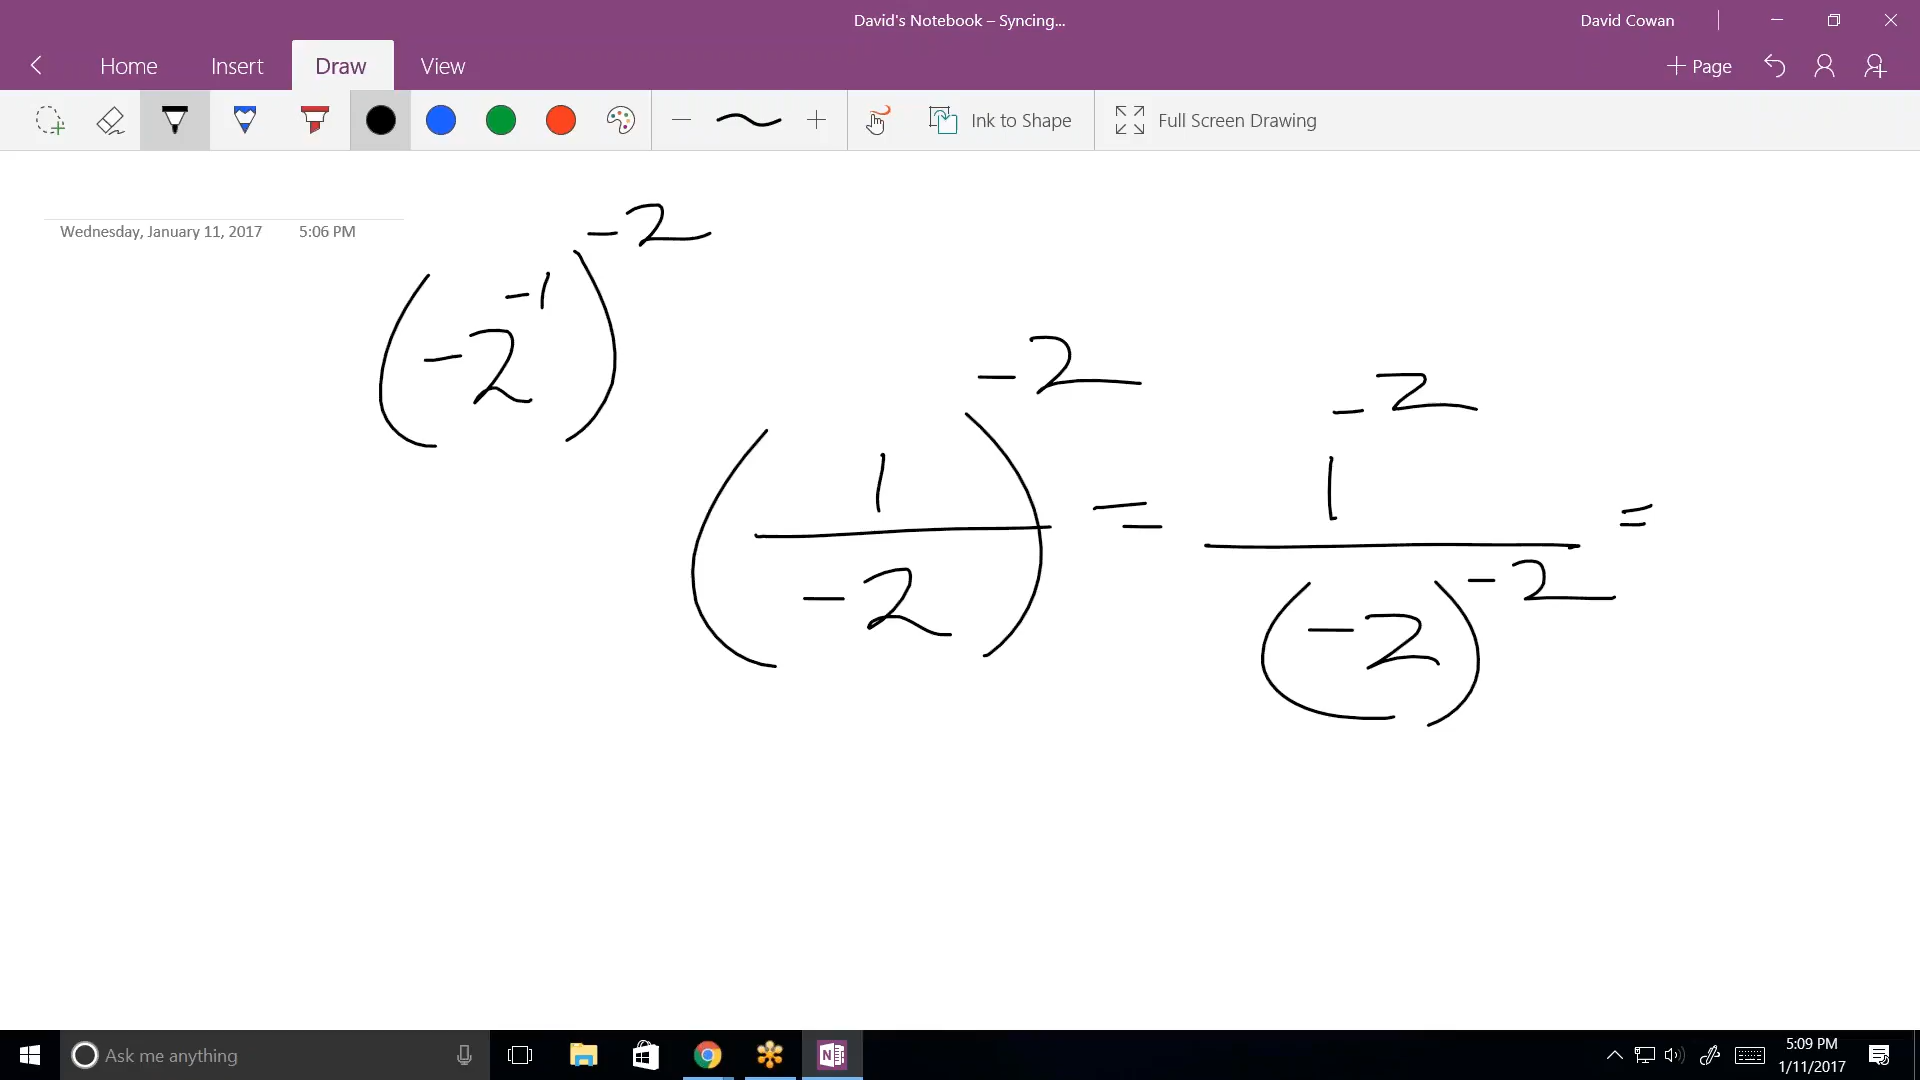 David's Notebook – Syncing...
David Cowan
Home Insert Draw View
Page
Ink to Shape
Full Screen Drawing
Wednesday, January 11, 2017 5:06 PM
(-2^-1)^-2
(1/-2)^-2 = 1^-2/(-2)^-2 =
Ask me anything
N
5:09 PM
1/11/2017